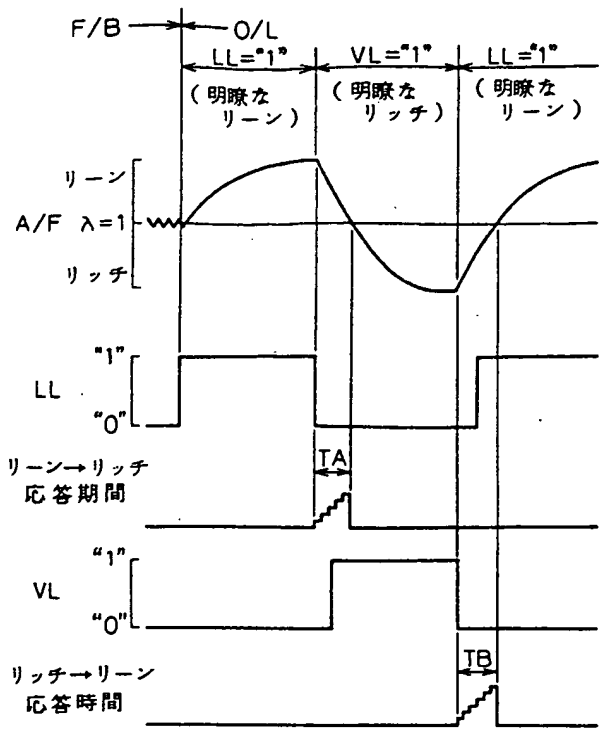 F/B O/L
LL="1" VL="1" LL="1"
(明瞭な (明瞭な (明瞭な
リーン) リッチ) リーン)
リーン
A/F λ=1
リッチ
"1"
LL
"0"
リーン→リッチ TA
応答期間
"1"
VL
"0"
リッチ→リーン TB
応答時間